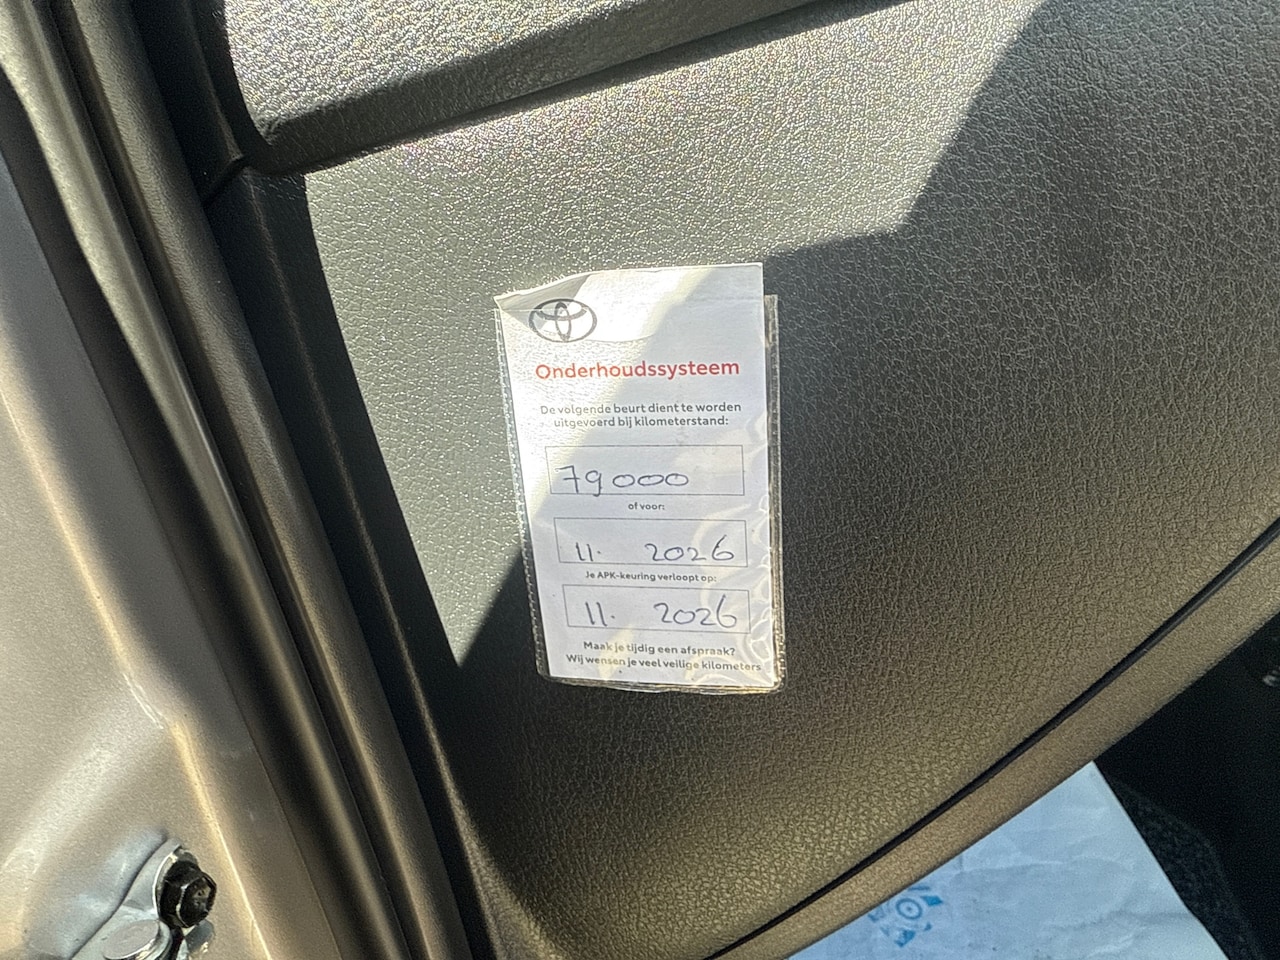 Onderhoudssysteem
De volgende beurt dient te worden
uitgevoerd bij kilometerstand:
79000
of voor:
11. 2026
Je APK-keuring verloopt op:
11. 2026
Maak je tijdig een afspraak?
Wij wensen je veel veilige kilometers